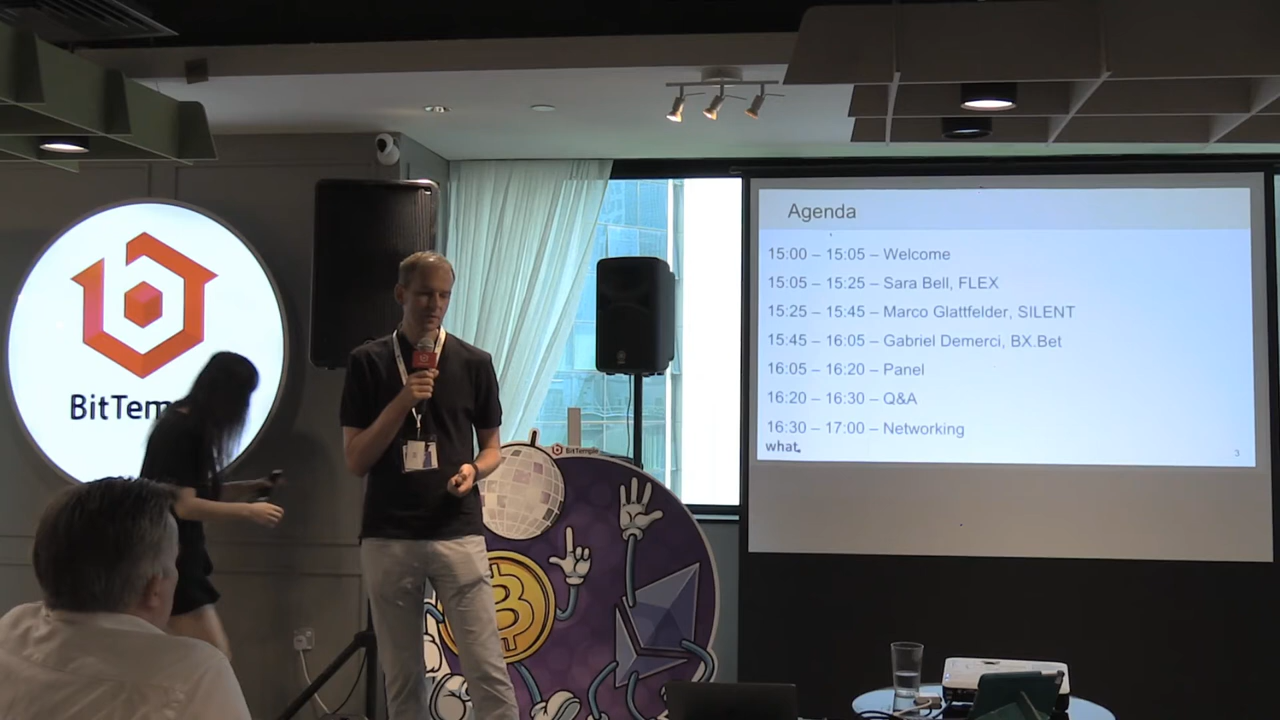 Agenda
15:00 – 15:05 – Welcome
15:05 – 15:25 – Sara Bell, FLEX
15:25 – 15:45 – Marco Glattfelder, SILENT
15:45 – 16:05 – Gabriel Demerci, BX.Bet
16:05 – 16:20 – Panel
16:20 – 16:30 – Q&A
16:30 – 17:00 – Networking
what.
3
BitTem
BitTemple